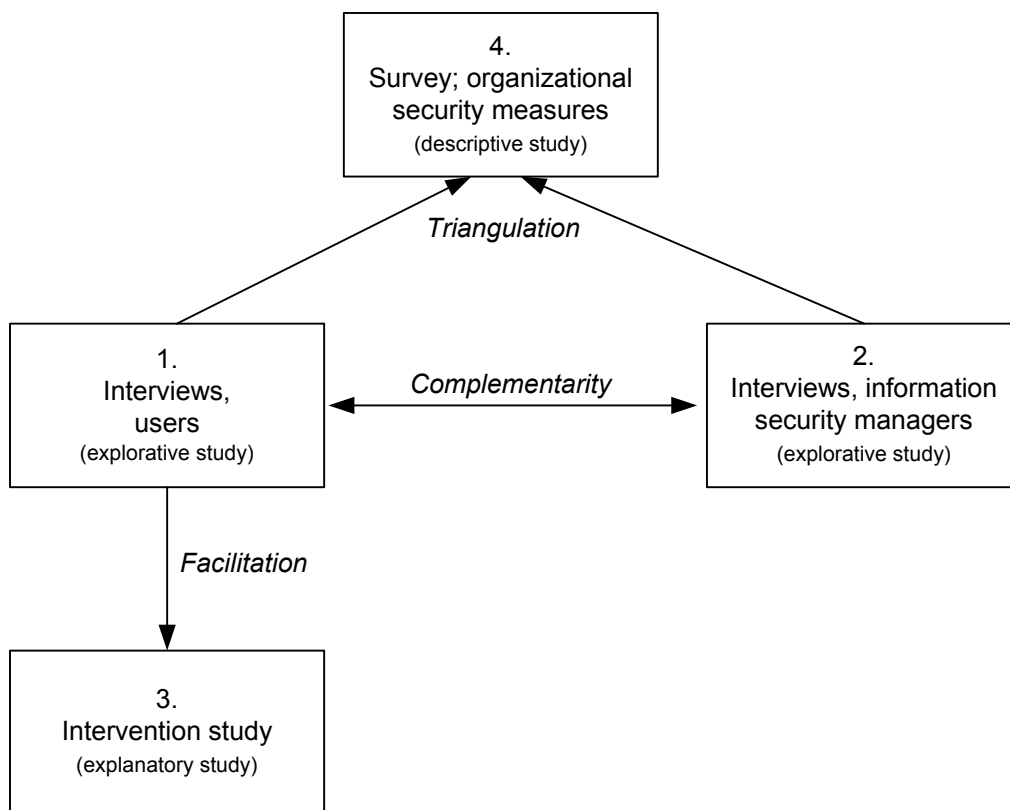 4.
Survey; organizational
security measures
(descriptive study)
Triangulation
1.
Interviews,
users
(explorative study)
Complementarity
2.
Interviews, information
security managers
(explorative study)
Facilitation
3.
Intervention study
(explanatory study)